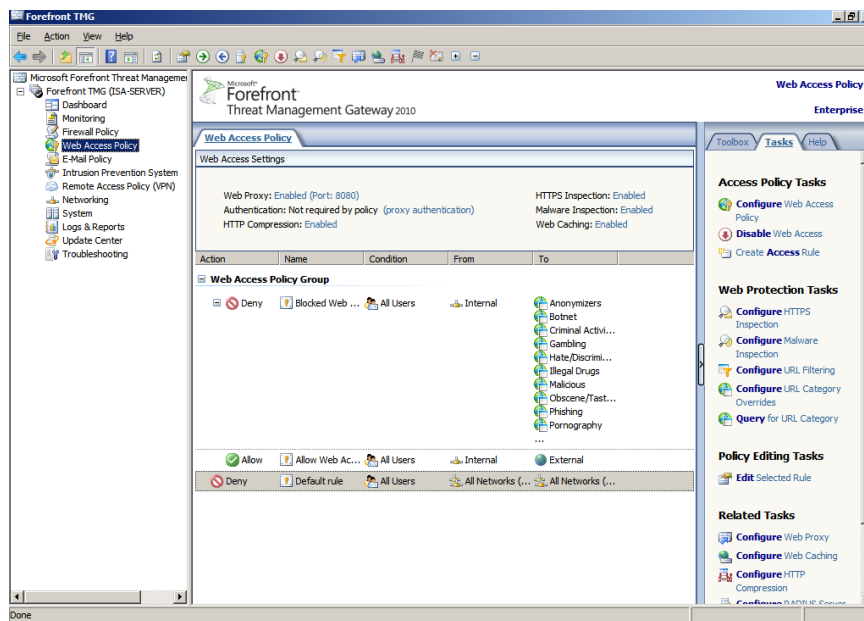 Forefront TMG
File Action View Help
Microsoft Forefront Threat Managemer
Forefront TMG (ISA-SERVER)
Dashboard
Monitoring
Firewall Policy
Web Access Policy
E-Mail Policy
Intrusion Prevention System
Remote Access Policy (VPN)
Networking
System
Logs & Reports
Update Center
Troubleshooting
Microsoft
Forefront
Threat Management Gateway 2010
Web Access Policy
Enterprise
Web Access Policy
Web Access Settings
Web Proxy: Enabled (Port: 8080)
Authentication: Not required by policy (proxy authentication)
HTTP Compression: Enabled
HTTPS Inspection: Enabled
Malware Inspection: Enabled
Web Caching: Enabled
Action Name Condition From To
Web Access Policy Group
Deny Blocked Web ... All Users Internal Anonymizers
Botnet
Criminal Activi...
Gambling
Hate/Discrimi...
Illegal Drugs
Malicious
Obscene/Tast...
Phishing
Pornography
...
Allow Allow Web Ac... All Users Internal External
Deny Default rule All Users All Networks (... All Networks (...
Toolbox Tasks Help
Access Policy Tasks
Configure Web Access
Policy
Disable Web Access
Create Access Rule
Web Protection Tasks
Configure HTTPS
Inspection
Configure Malware
Inspection
Configure URL Filtering
Configure URL Category
Overrides
Query for URL Category
Policy Editing Tasks
Edit Selected Rule
Related Tasks
Configure Web Proxy
Configure Web Caching
Configure HTTP
Compression
Configure RADIUS Server
Done